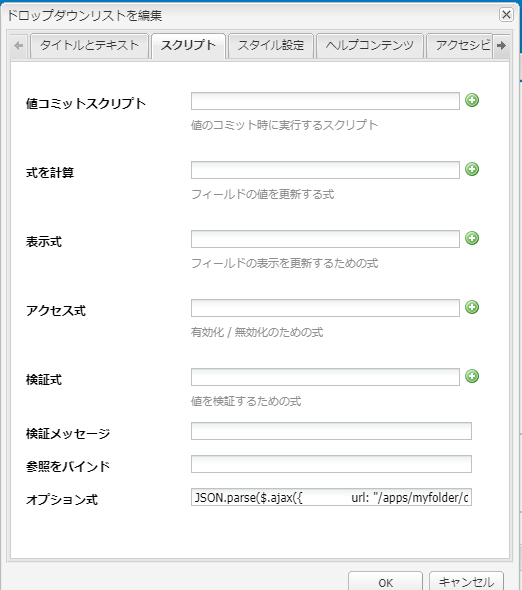 ドロップダウンリストを編集
タイトルとテキスト スクリプト スタイル設定 ヘルプコンテンツ アクセシビ
値コミットスクリプト
値のコミット時に実行するスクリプト
式を計算
フィールドの値を更新する式
表示式
フィールドの表示を更新するための式
アクセス式
有効化 / 無効化のための式
検証式
値を検証するための式
検証メッセージ
参照をバインド
オプション式 JSON.parse($.ajax({ url: "/apps/myfolder/c
OK キャンセル